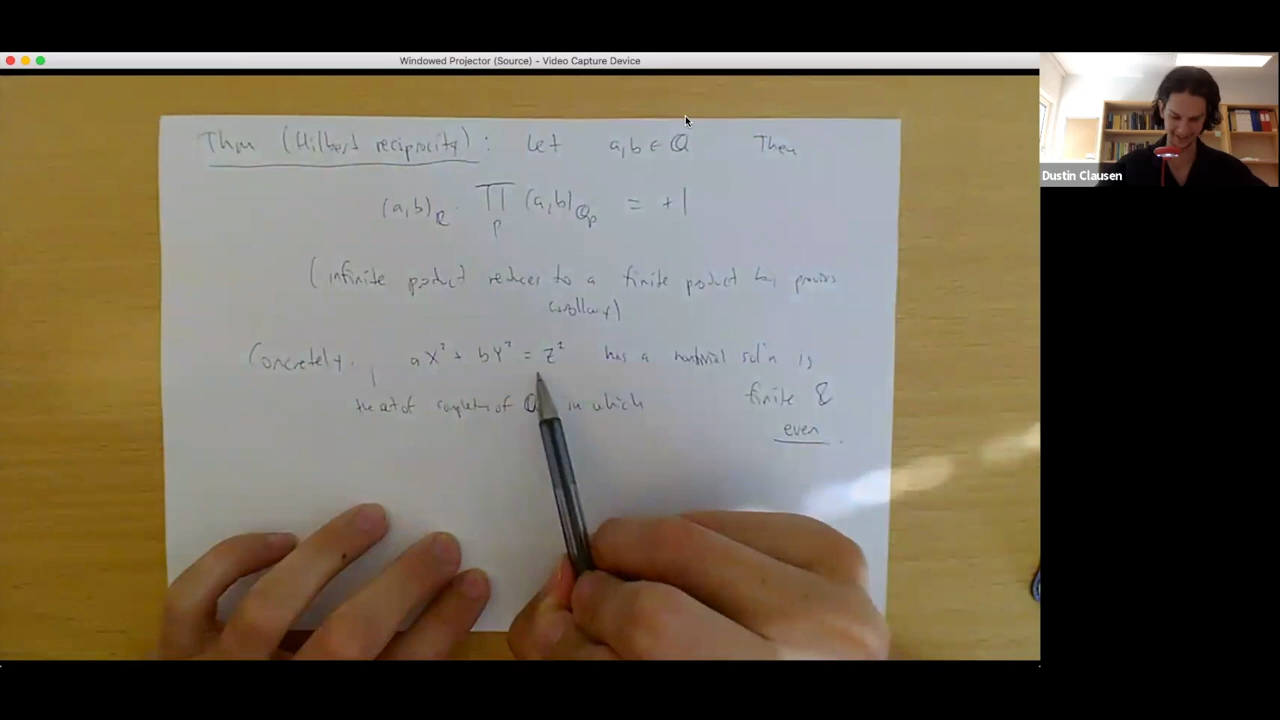 Windowed Projector (Source) - Video Capture Device
Dustin Clausen
Thm (Hilbert reciprocity): Let a,b ∈ ℚ Then
(a,b)_ℝ · ∏_p (a,b)_{ℚ_p} = +1
(infinite product reduces to a finite product by previous
corollary)
Concretely, aX² + bY² = Z² has a nontrivial sol'n is
the set of completions of ℚ in which finite &
even.